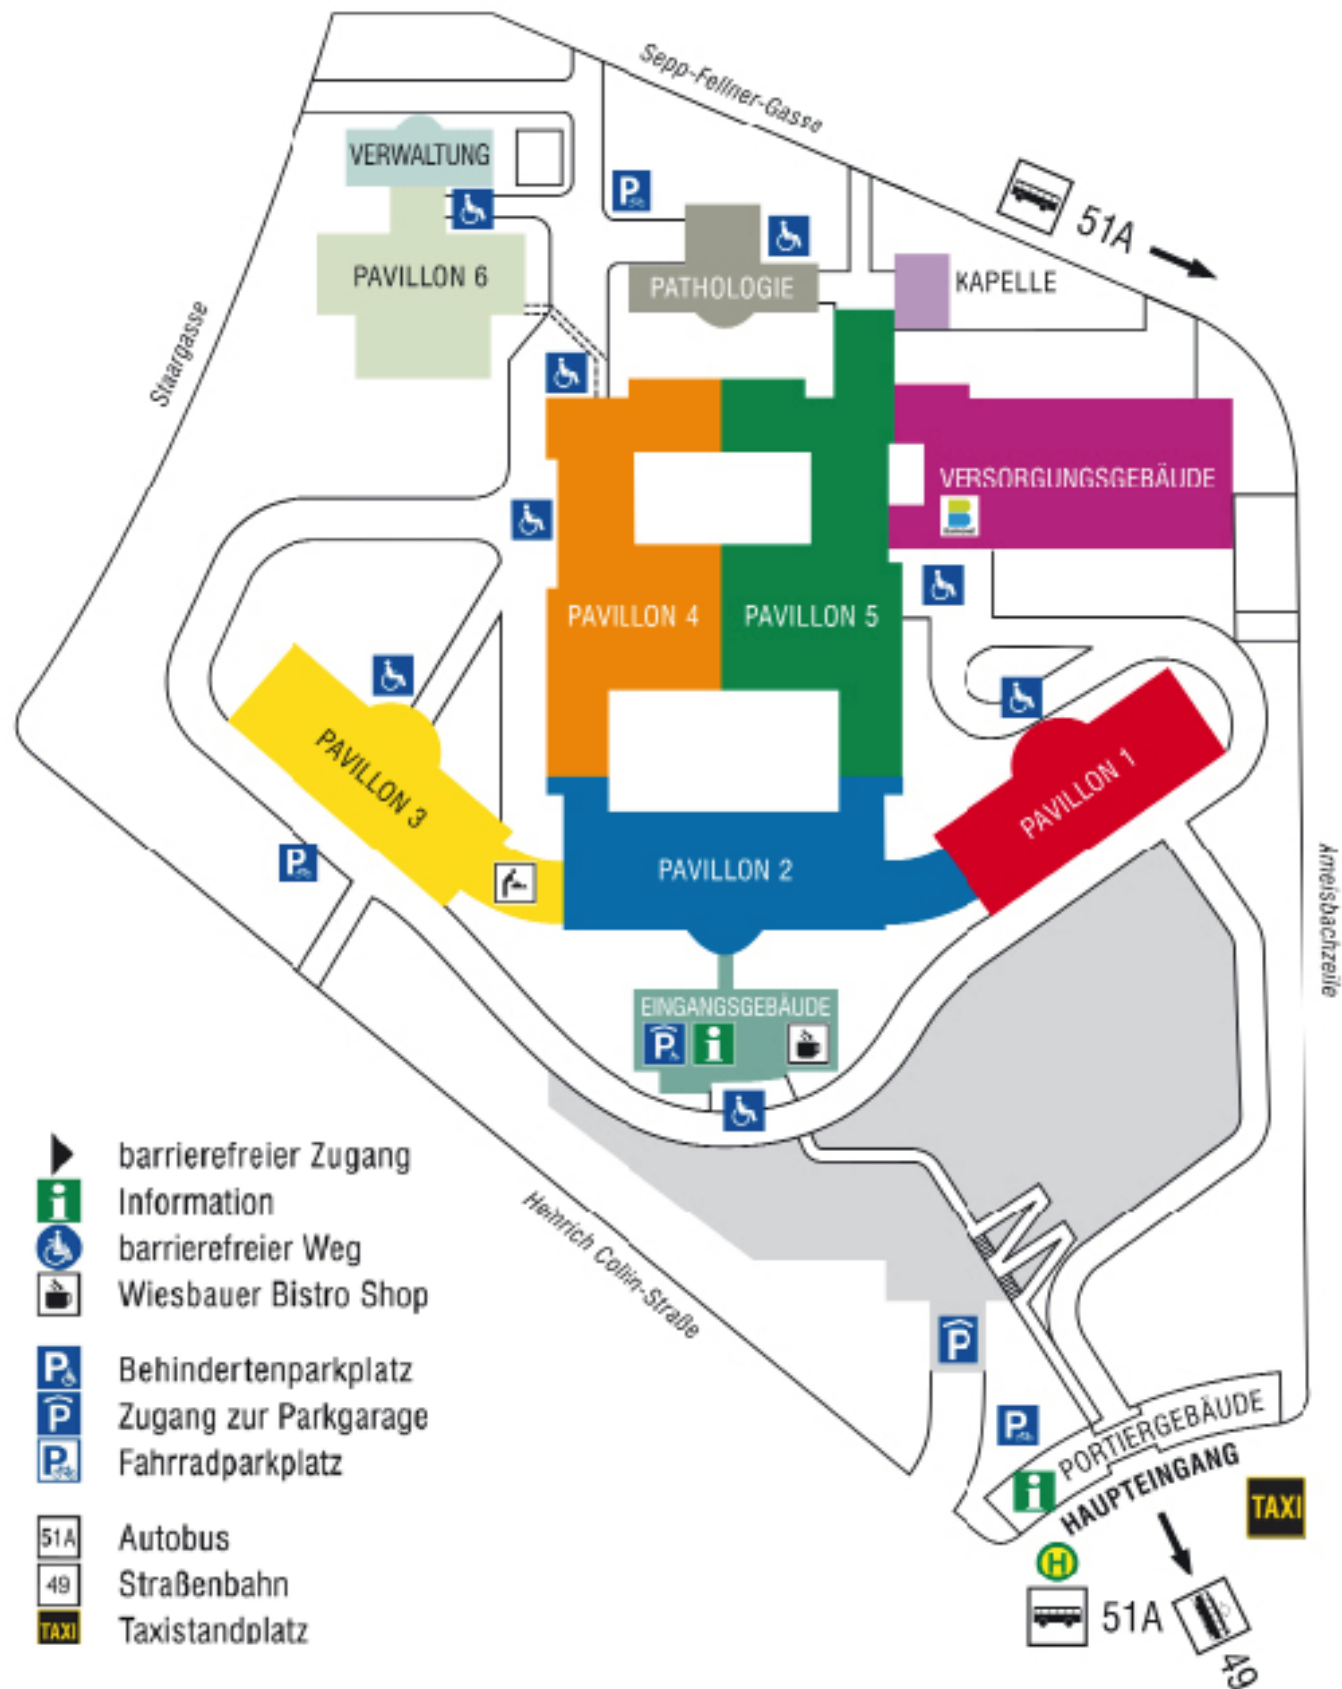 Sepp-Fellner-Gasse
VERWALTUNG
51A
PAVILLON 6
PATHOLOGIE
KAPELLE
Staargasse
VERSORGUNGSGEBÄUDE
PAVILLON 4
PAVILLON 5
PAVILLON 3
PAVILLON 1
PAVILLON 2
Ameisbachzeile
EINGANGSGEBÄUDE
P
i
barrierefreier Zugang
i
Information
barrierefreier Weg
Wiesbauer Bistro Shop
Heinrich Collin-Straße
P
Behindertenparkplatz
P
Zugang zur Parkgarage
P
Fahrradparkplatz
P
P
PORTIERGEBÄUDE
i
HAUPTEINGANG
TAXI
51A
Autobus
49
Straßenbahn
TAXI
Taxistandplatz
H
51A
49
P
P